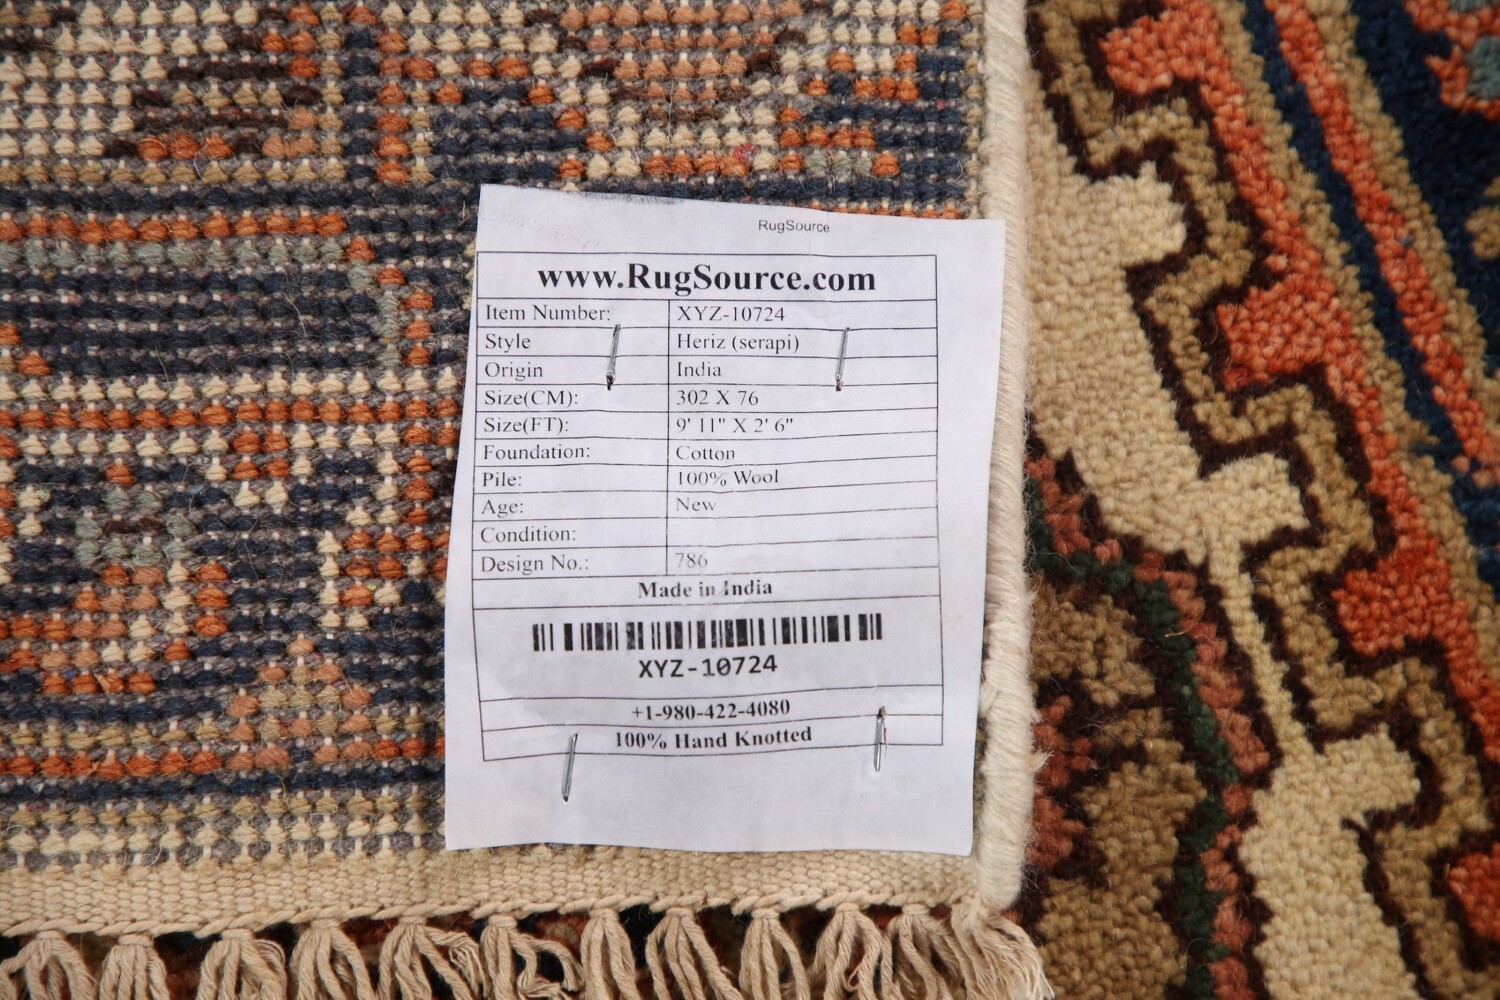 RugSource
www.RugSource.com
Item Number: XYZ-10724
Style Heriz (serapi)
Origin India
Size(CM): 302 X 76
Size(FT): 9' 11" X 2' 6"
Foundation: Cotton
Pile: 100% Wool
Age: New
Condition:
Design No.: 786
Made in India
XYZ-10724
+1-980-422-4080
100% Hand Knotted